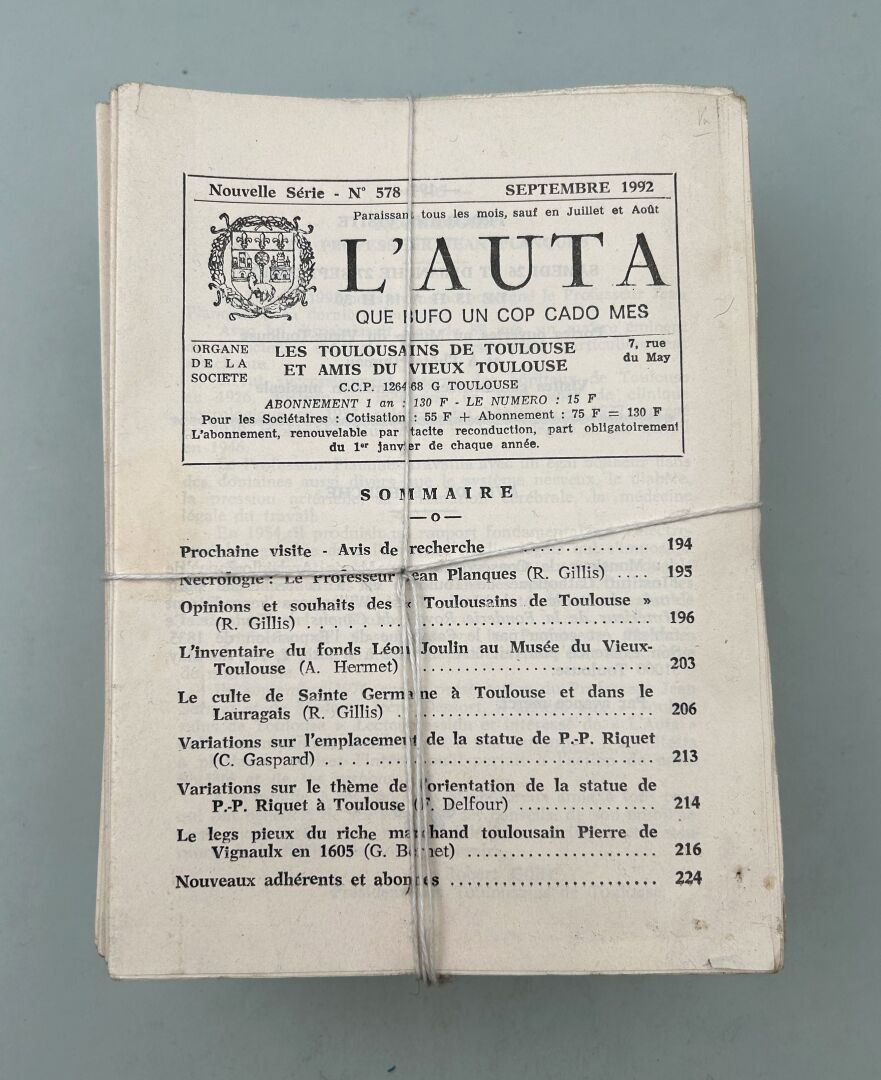 Nouvelle Série - N° 578 SEPTEMBRE 1992
Paraissant tous les mois, sauf en Juillet et Août
L'AUTA
QUE BUFO UN COP CADO MES
ORGANE
DE LA
SOCIETE
LES TOULOUSAINS DE TOULOUSE
ET AMIS DU VIEUX TOULOUSE
7, rue
du May
C.C.P. 126468 G TOULOUSE
ABONNEMENT 1 an : 130 F - LE NUMERO : 15 F
Pour les Sociétaires : Cotisation : 55 F + Abonnement : 75 F = 130 F
L'abonnement, renouvelable par tacite reconduction, part obligatoirement
du 1er janvier de chaque année.
SOMMAIRE
—o—
Prochaine visite - Avis de recherche ............... 194
Nécrologie : Le Professeur Jean Planques (R. Gillis) .... 195
Opinions et souhaits des « Toulousains de Toulouse »
(R. Gillis) ............................... 196
L'inventaire du fonds Léon Joulin au Musée du Vieux-
Toulouse (A. Hermet) ........................ 203
Le culte de Sainte Germaine à Toulouse et dans le
Lauragais (R. Gillis) .......................... 206
Variations sur l'emplacement de la statue de P.-P. Riquet
(C. Gaspard) ............................... 213
Variations sur le thème de l'orientation de la statue de
P.-P. Riquet à Toulouse (F. Delfour) ............... 214
Le legs pieux du riche marchand toulousain Pierre de
Vignaulx en 1605 (G. Bernet) .................... 216
Nouveaux adhérents et abonnés ...................... 224